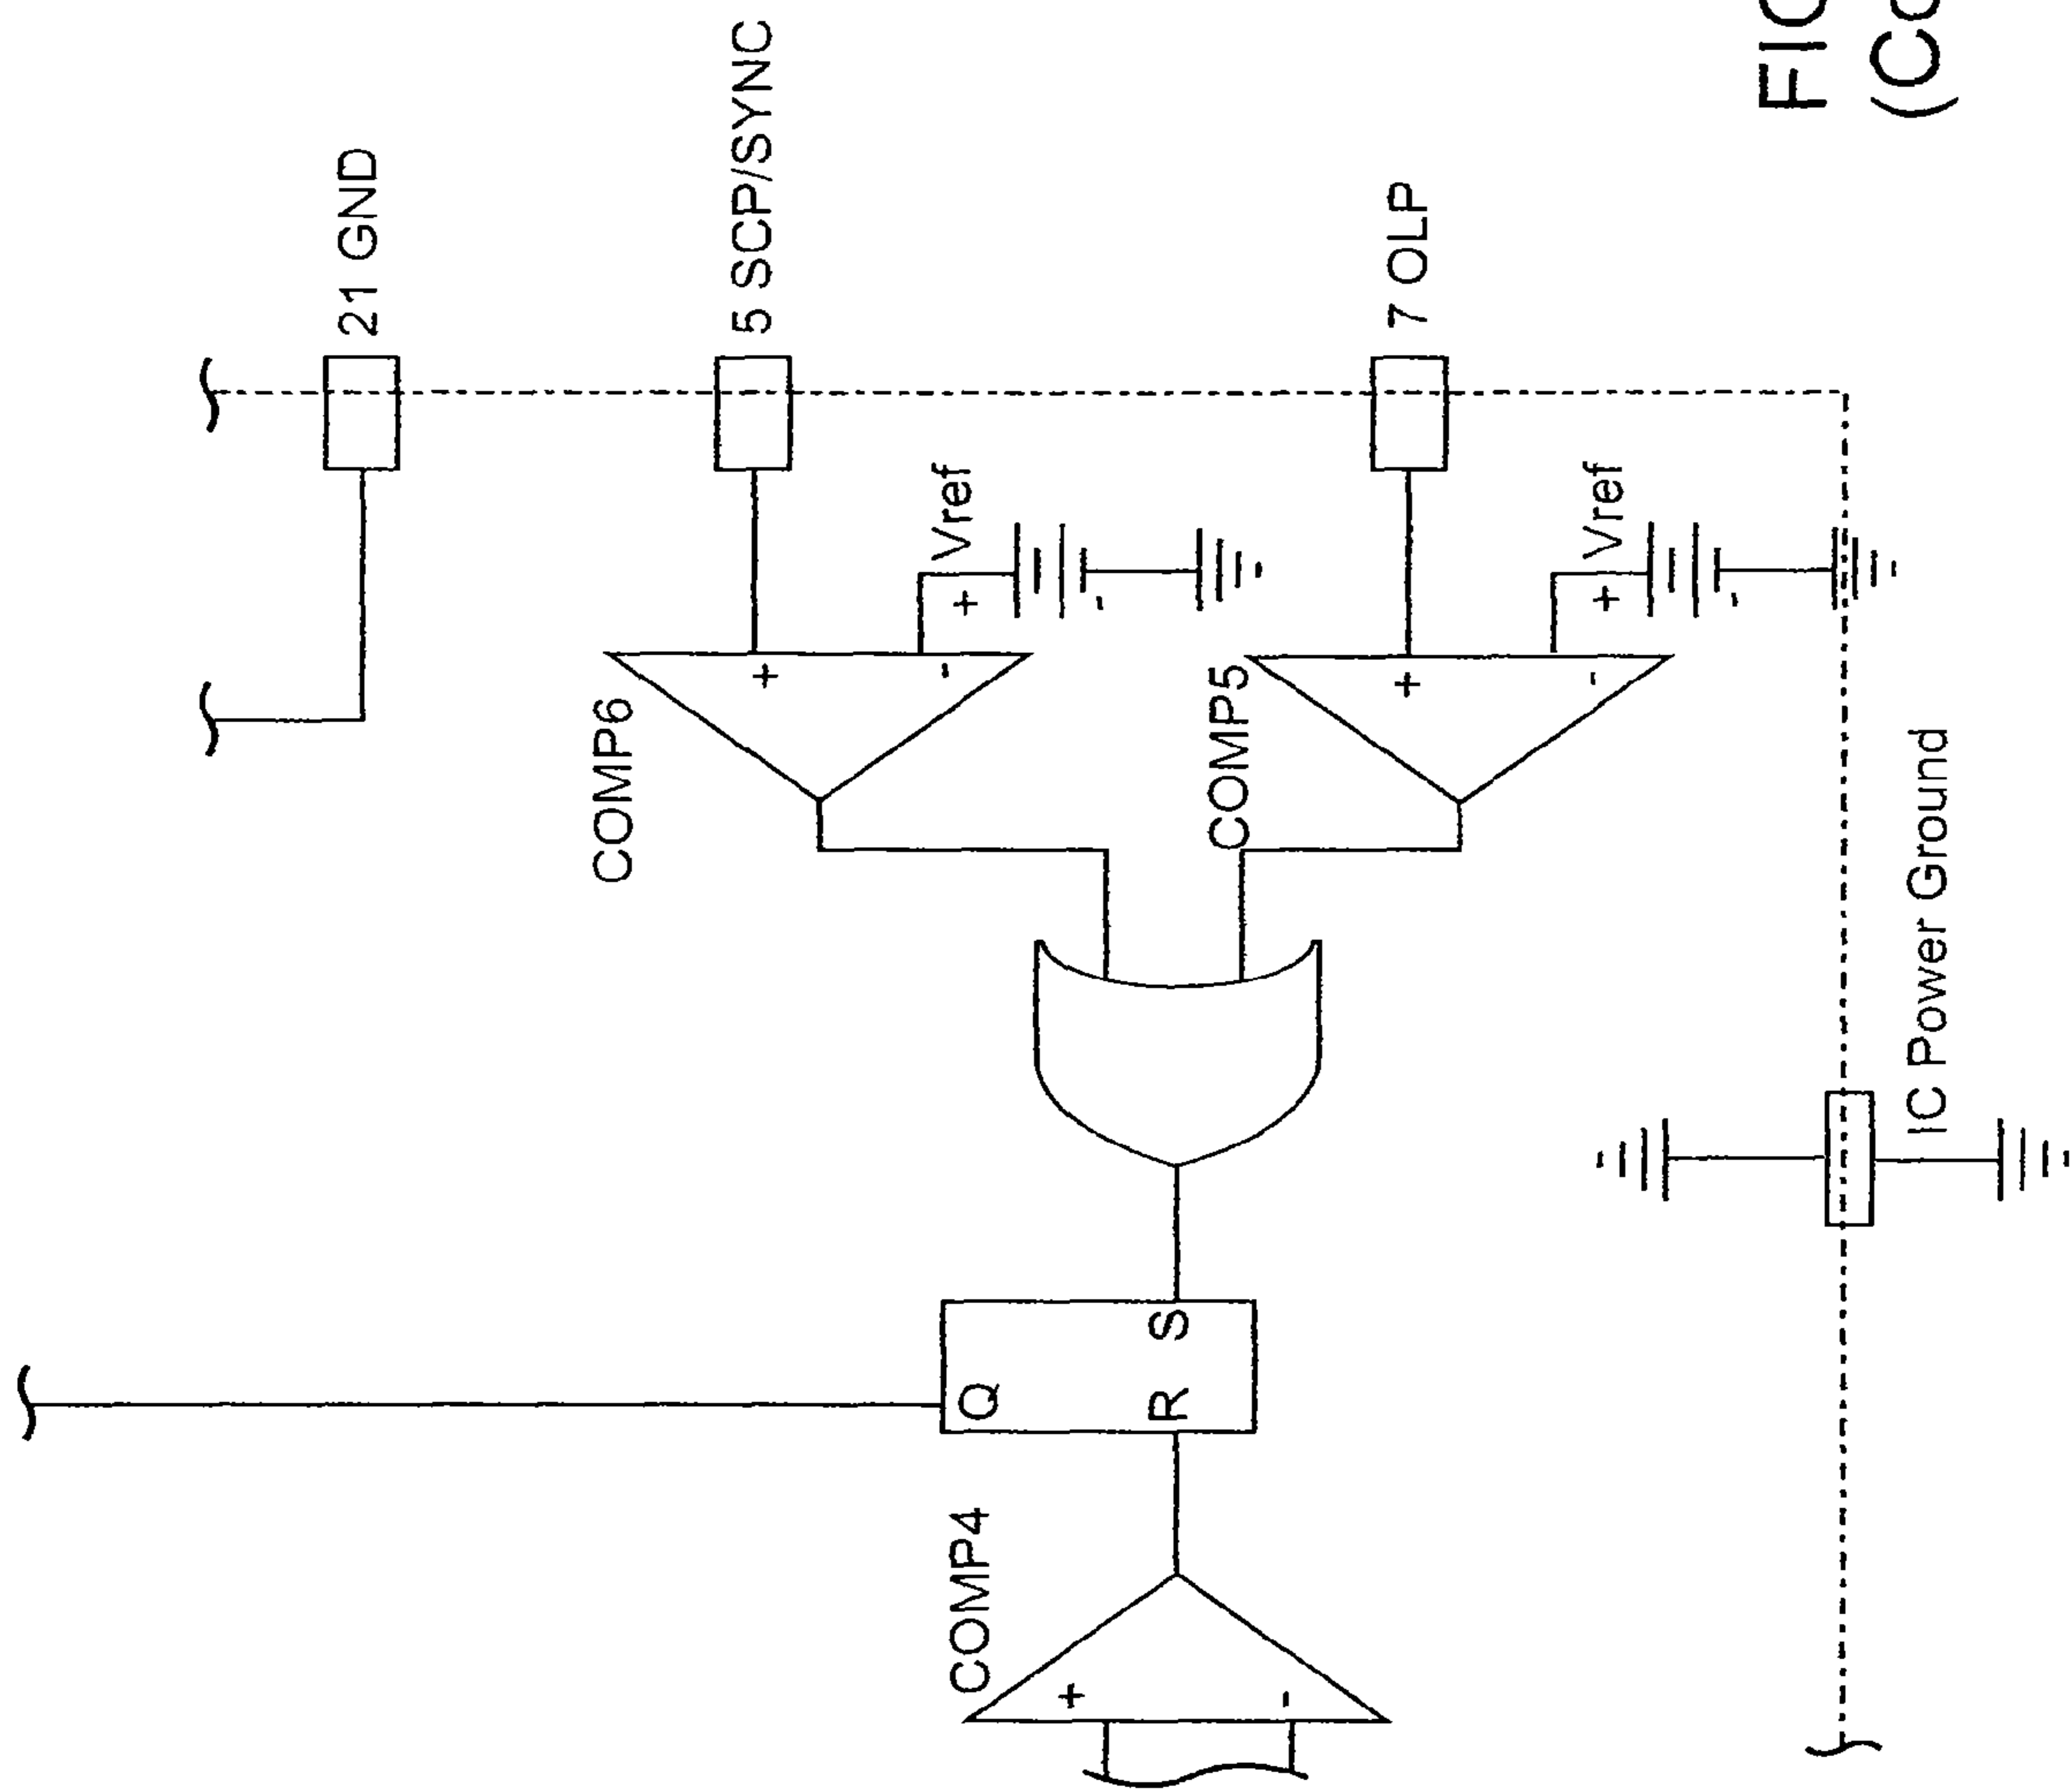 21 GND
COMP6
+ 5 SCP/SYNC
- + Vref
COMP4 Q
+ -
R S
COMP5
-
+ 7 OLP
- + Vref
-
IC Power Ground